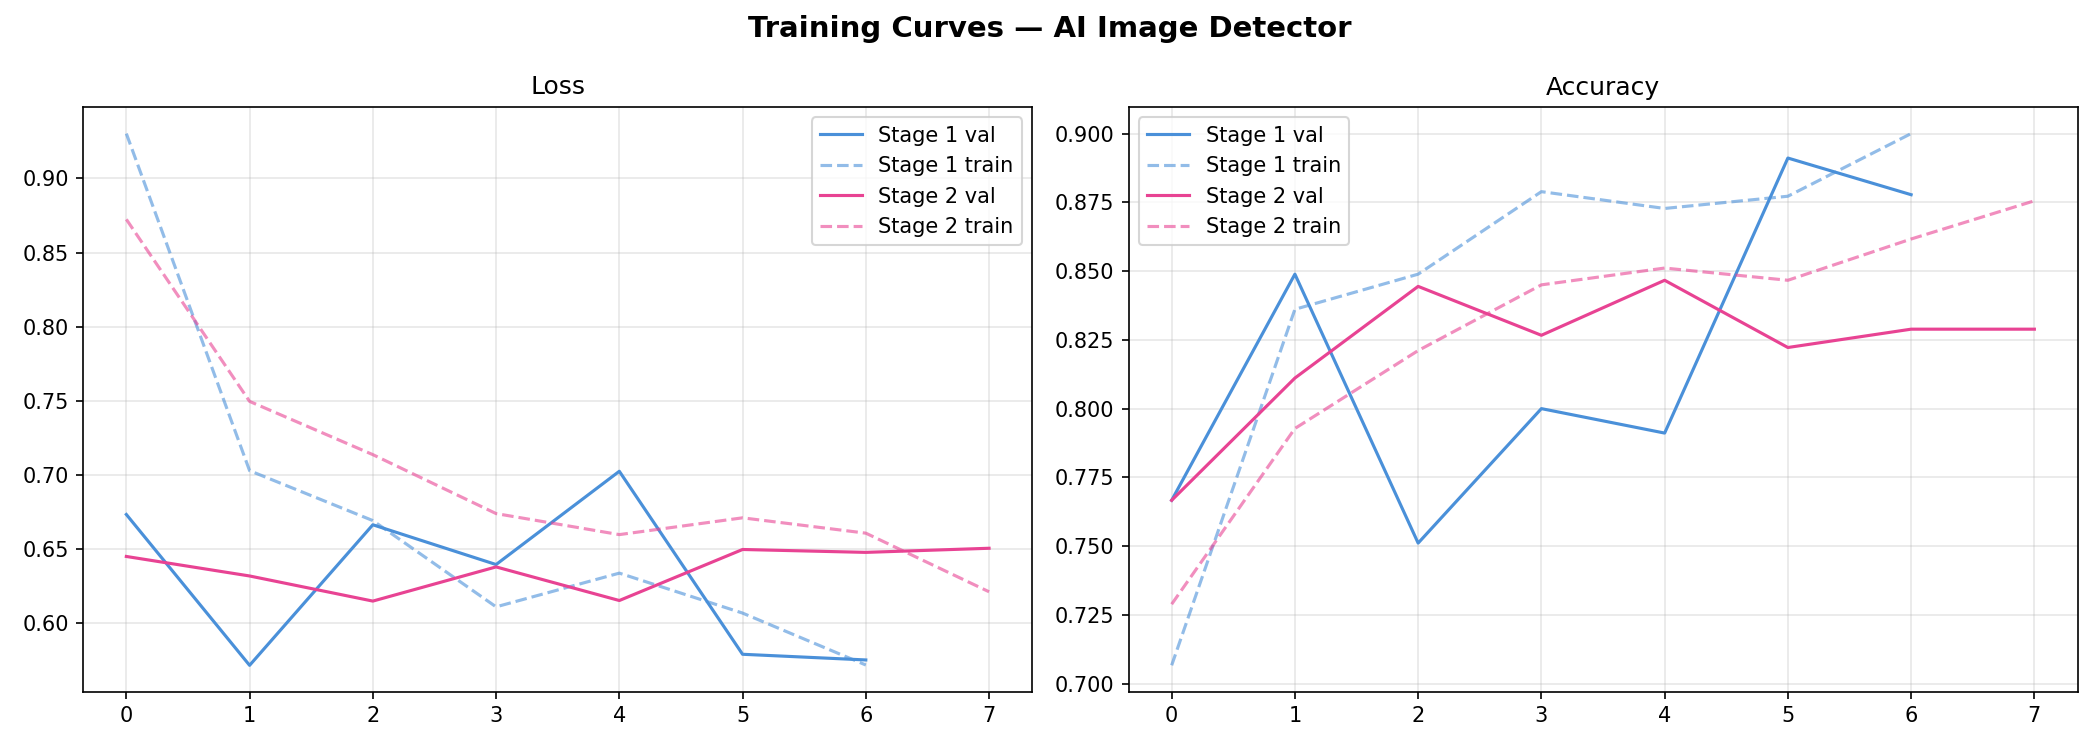 Training Curves — AI Image Detector
Loss
0.90
0.85
0.80
0.75
0.70
0.65
0.60
0 1 2 3 4 5 6 7
Stage 1 val
Stage 1 train
Stage 2 val
Stage 2 train
Accuracy
0.900
0.875
0.850
0.825
0.800
0.775
0.750
0.725
0.700
0 1 2 3 4 5 6 7
Stage 1 val
Stage 1 train
Stage 2 val
Stage 2 train